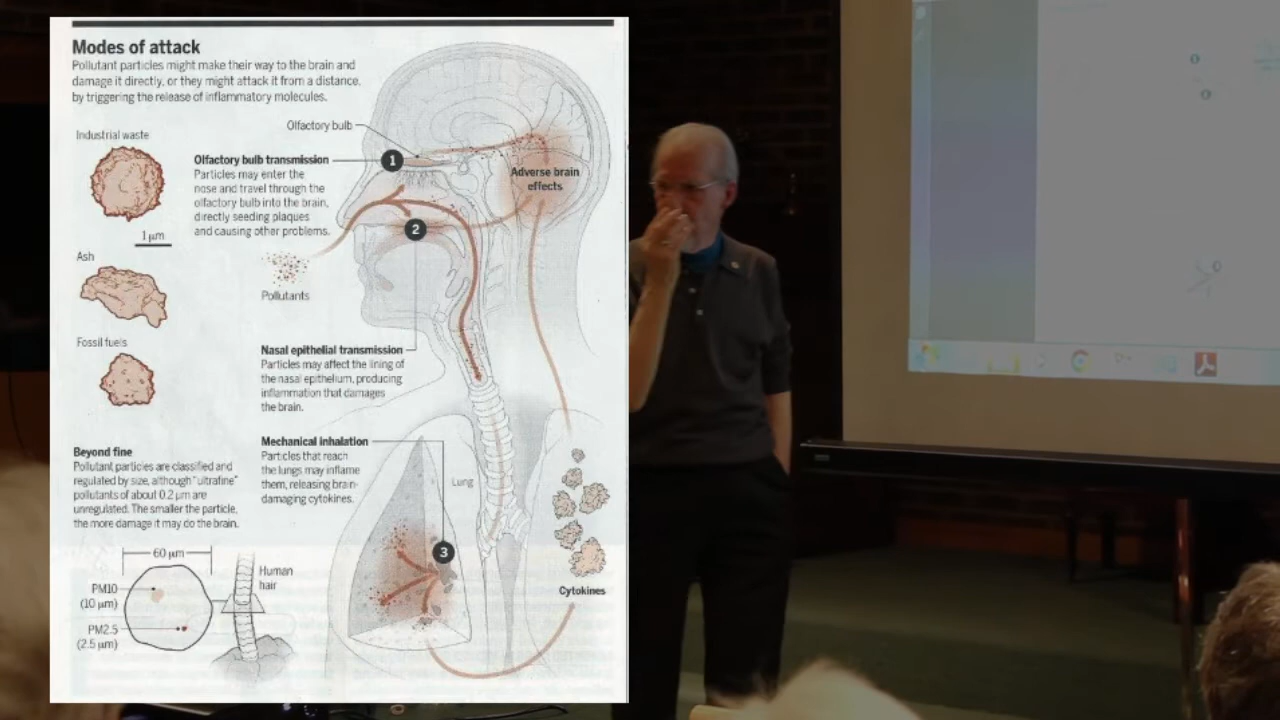 Modes of attack
Pollutant particles might make their way to the brain and
damage it directly, or they might attack it from a distance.
by triggering the release of inflammatory molecules.
Olfactory bulb
Industrial waste
1
Olfactory bulb transmission
Particles may enter the
nose and travel through the
olfactory bulb into the brain,
directly seeding plaques
and causing other problems.
Adverse brain
effects
2
1 μm
Ash
Pollutants
Fossil fuels
Nasal epithelial transmission
Particles may affect the lining of
the nasal epithelium, producing
inflammation that damages
the brain.
Mechanical inhalation
Particles that reach
the lungs may inflame
them, releasing brain-
damaging cytokines.
Lung
Beyond fine
Pollutant particles are classified and
regulated by size, although "ultrafine"
pollutants of about 0.2 μm are
unregulated. The smaller the particle,
the more damage it may do the brain.
3
60 μm
Human
hair
PM10
(10 μm)
PM2.5
(2.5 μm)
Cytokines